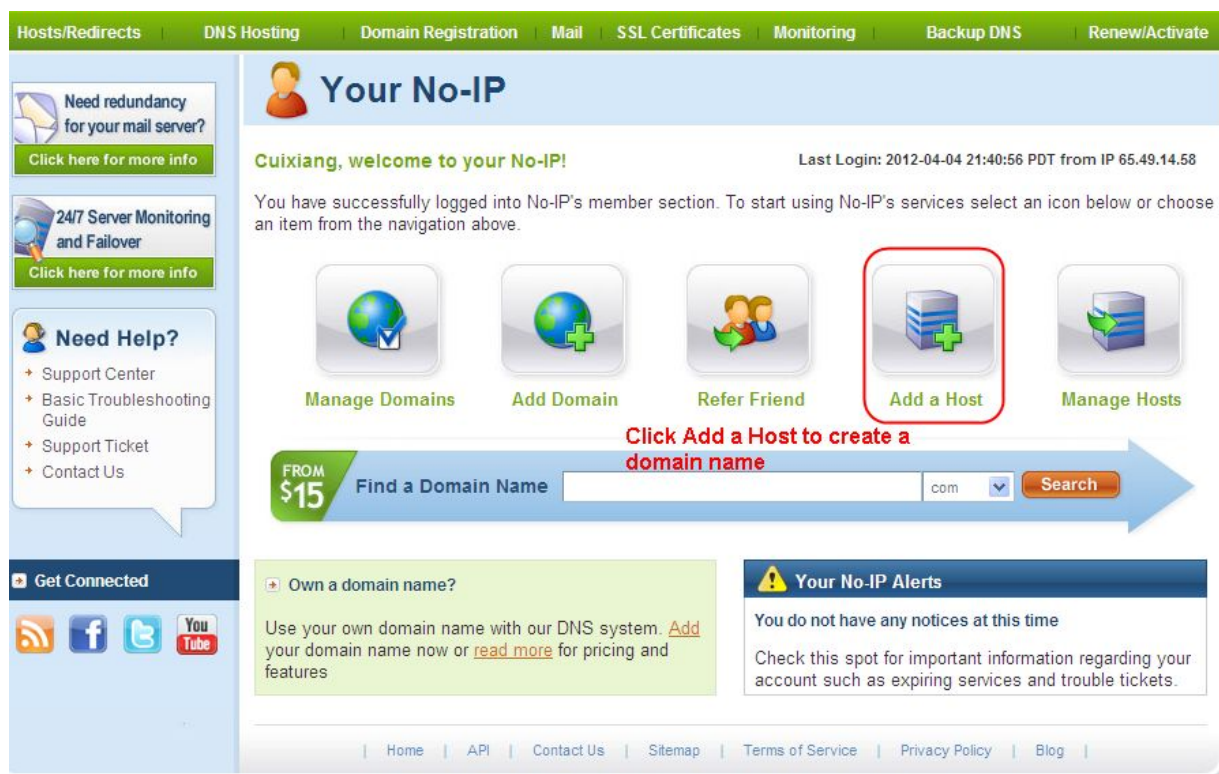 Hosts/Redirects | DNS Hosting | Domain Registration | Mail | SSL Certificates | Monitoring | Backup DNS | Renew/Activate
Need redundancy
for your mail server?
Click here for more info
24/7 Server Monitoring
and Failover
Click here for more info
Need Help?
Support Center
Basic Troubleshooting
Guide
Support Ticket
Contact Us
Get Connected
You
Tube
Your No-IP
Cuixiang, welcome to your No-IP!
Last Login: 2012-04-04 21:40:56 PDT from IP 65.49.14.58
You have successfully logged into No-IP's member section. To start using No-IP's services select an icon below or choose
an item from the navigation above.
Manage Domains
Add Domain
Refer Friend
Add a Host
Manage Hosts
Click Add a Host to create a
domain name
FROM
$15
Find a Domain Name
com
Search
Own a domain name?
Use your own domain name with our DNS system. Add
your domain name now or read more for pricing and
features
Your No-IP Alerts
You do not have any notices at this time
Check this spot for important information regarding your
account such as expiring services and trouble tickets.
| Home | API | Contact Us | Sitemap | Terms of Service | Privacy Policy | Blog |